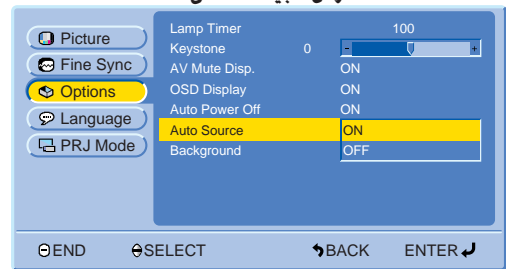 Picture
Fine Sync
Options
Language
PRJ Mode
Lamp Timer 100
Keystone 0 - +
AV Mute Disp. ON
OSD Display ON
Auto Power Off ON
Auto Source ON
Background OFF
END SELECT BACK ENTER